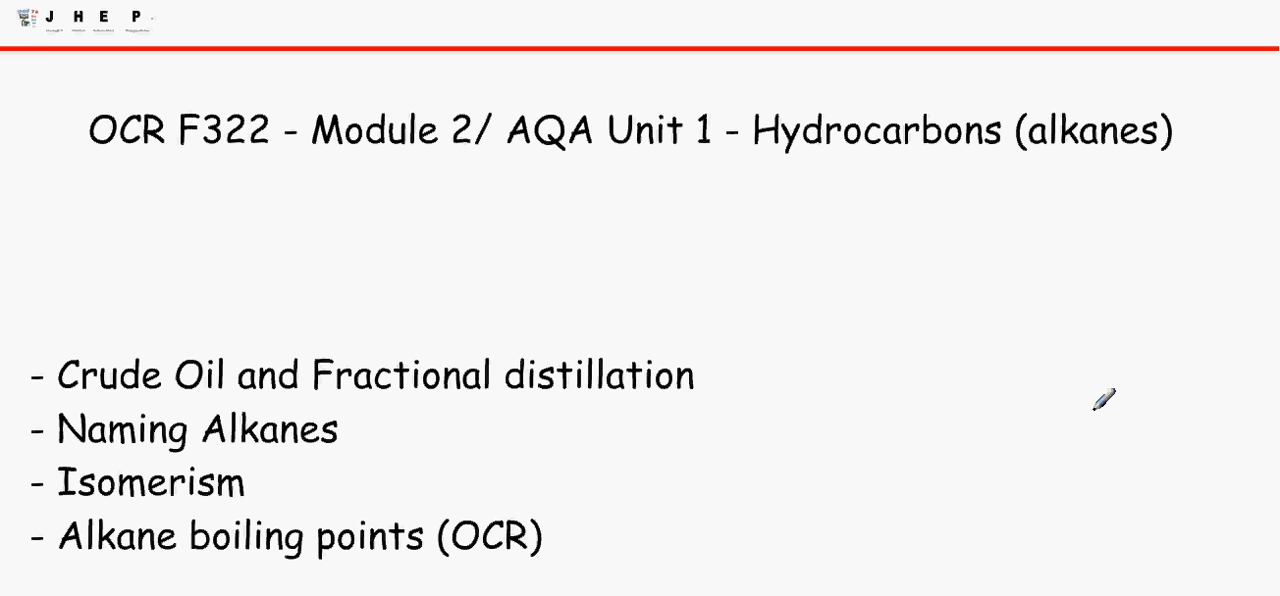 J H E P
OCR F322 - Module 2/ AQA Unit 1 - Hydrocarbons (alkanes)
- Crude Oil and Fractional distillation
- Naming Alkanes
- Isomerism
- Alkane boiling points (OCR)